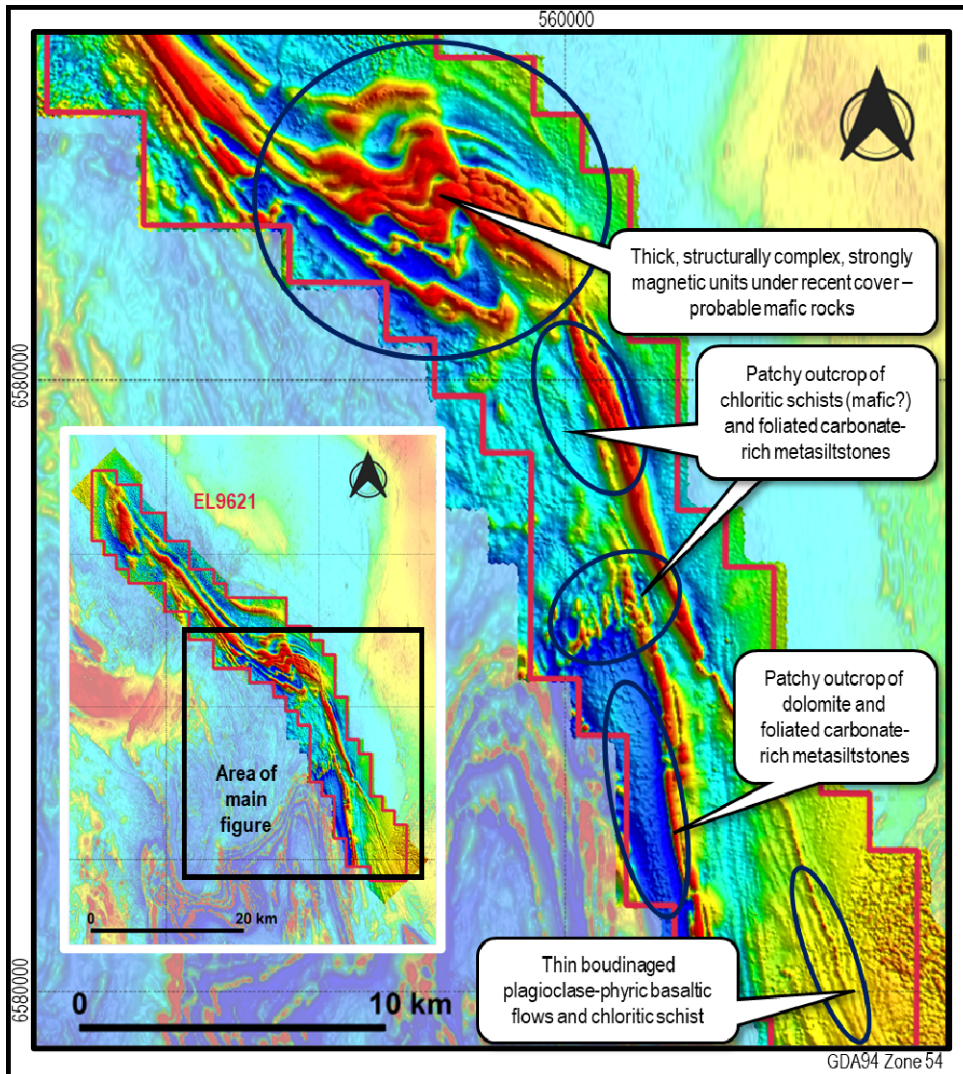 560000
Thick, structurally complex, strongly
magnetic units under recent cover –
probable mafic rocks
6580000
Patchy outcrop of
chloritic schists (mafic?)
and foliated carbonate-
rich metasiltstones
EL9621
Patchy outcrop of
dolomite and
foliated carbonate-
rich metasiltstones
Area of
main
figure
0 20 km
Thin boudinaged
plagioclase-phyric basaltic
flows and chloritic schist
6580000
0 10 km
GDA94 Zone 54